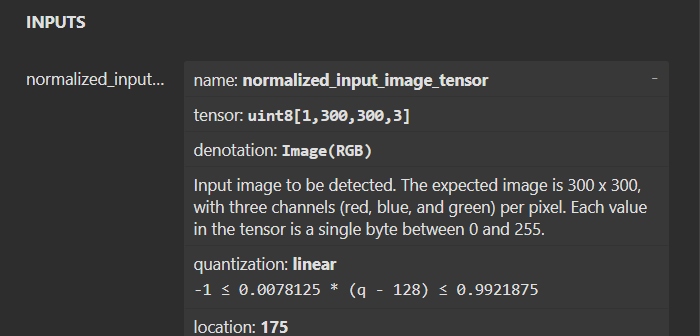 INPUTS
normalized_input...
name: normalized_input_image_tensor
-
tensor: uint8[1,300,300,3]
denotation: Image(RGB)
Input image to be detected. The expected image is 300 x 300,
with three channels (red, blue, and green) per pixel. Each value
in the tensor is a single byte between 0 and 255.
quantization: linear
-1 ≤ 0.0078125 * (q - 128) ≤ 0.9921875
location: 175